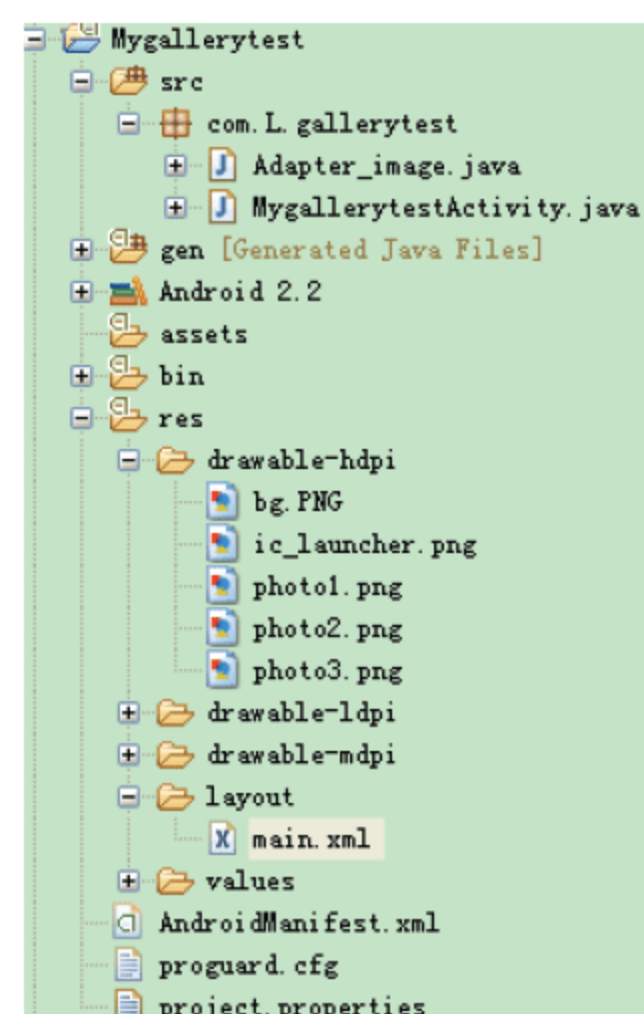 Mygallerytest
src
com.L.gallerytest
Adapter_image.java
MygallerytestActivity.java
gen [Generated Java Files]
Android 2.2
assets
bin
res
drawable-hdpi
bg.PNG
ic_launcher.png
photo1.png
photo2.png
photo3.png
drawable-ldpi
drawable-mdpi
layout
main.xml
values
AndroidManifest.xml
proguard.cfg
project.properties